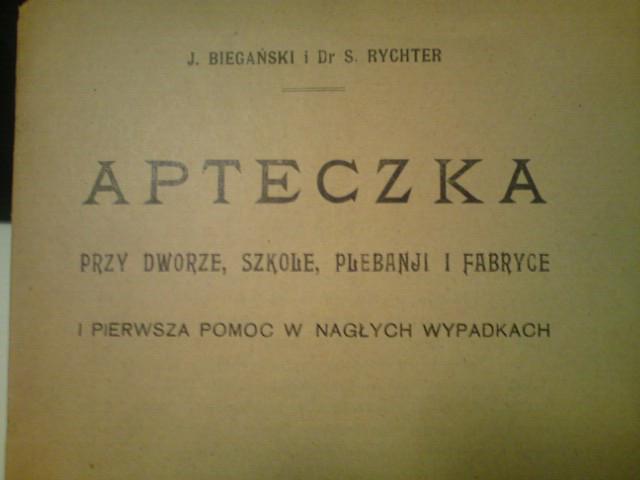 J. BIEGAŃSKI i Dr S. RYCHTER
APTECZKA
PRZY DWORZE, SZKOLE, PLEBANJI I FABRYCE
I PIERWSZA POMOC W NAGŁYCH WYPADKACH